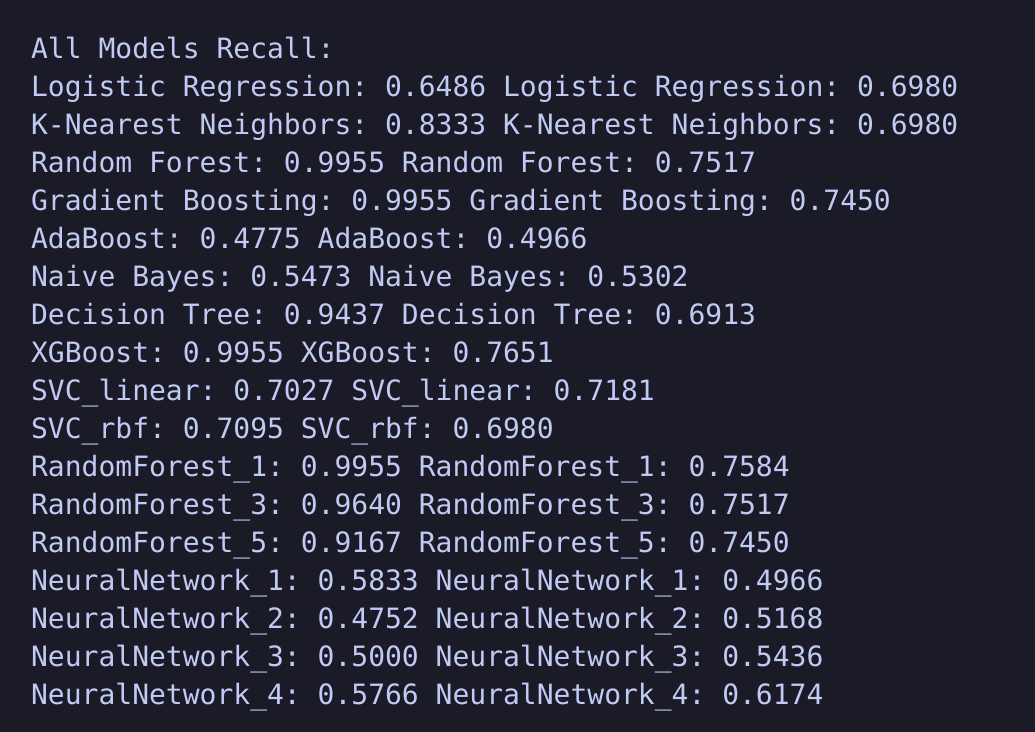 All Models Recall:
Logistic Regression: 0.6486 Logistic Regression: 0.6980
K-Nearest Neighbors: 0.8333 K-Nearest Neighbors: 0.6980
Random Forest: 0.9955 Random Forest: 0.7517
Gradient Boosting: 0.9955 Gradient Boosting: 0.7450
AdaBoost: 0.4775 AdaBoost: 0.4966
Naive Bayes: 0.5473 Naive Bayes: 0.5302
Decision Tree: 0.9437 Decision Tree: 0.6913
XGBoost: 0.9955 XGBoost: 0.7651
SVC_linear: 0.7027 SVC_linear: 0.7181
SVC_rbf: 0.7095 SVC_rbf: 0.6980
RandomForest_1: 0.9955 RandomForest_1: 0.7584
RandomForest_3: 0.9640 RandomForest_3: 0.7517
RandomForest_5: 0.9167 RandomForest_5: 0.7450
NeuralNetwork_1: 0.5833 NeuralNetwork_1: 0.4966
NeuralNetwork_2: 0.4752 NeuralNetwork_2: 0.5168
NeuralNetwork_3: 0.5000 NeuralNetwork_3: 0.5436
NeuralNetwork_4: 0.5766 NeuralNetwork_4: 0.6174